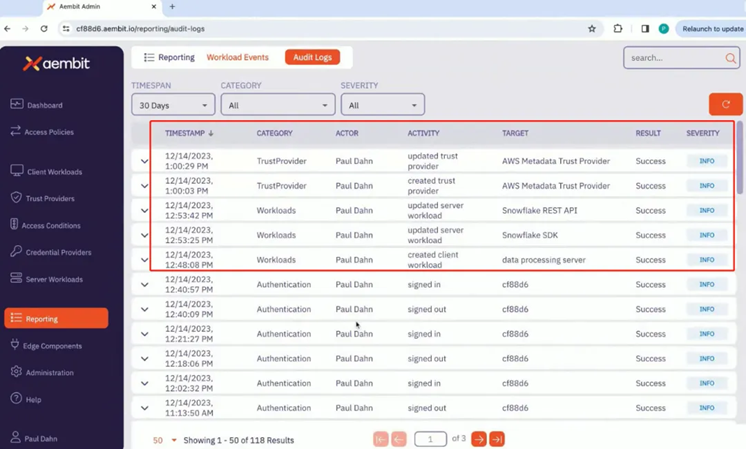 Aembit Admin
cf88d6.aembit.io/reporting/audit-logs
P
Relaunch to update
aembit
Reporting
Workload Events
Audit Logs
search...
TIMESPAN
CATEGORY
SEVERITY
30 Days
All
All
Dashboard
Access Policies
Client Workloads
Trust Providers
Access Conditions
Credential Providers
Server Workloads
Reporting
Edge Components
Administration
Help
Paul Dahn
TIMESTAMP CATEGORY ACTOR ACTIVITY TARGET RESULT SEVERITY
12/14/2023, 1:00:29 PM TrustProvider Paul Dahn updated trust provider AWS Metadata Trust Provider Success INFO
12/14/2023, 1:00:03 PM TrustProvider Paul Dahn created trust provider AWS Metadata Trust Provider Success INFO
12/14/2023, 12:53:42 PM Workloads Paul Dahn updated server workload Snowflake REST API Success INFO
12/14/2023, 12:53:25 PM Workloads Paul Dahn updated server workload Snowflake SDK Success INFO
12/14/2023, 12:48:08 PM Workloads Paul Dahn created client workload data processing server Success INFO
12/14/2023, 12:40:57 PM Authentication Paul Dahn signed in cf88d6 Success INFO
12/14/2023, 12:40:09 PM Authentication Paul Dahn signed out cf88d6 Success INFO
12/14/2023, 12:21:27 PM Authentication Paul Dahn signed in cf88d6 Success INFO
12/14/2023, 12:18:06 PM Authentication Paul Dahn signed out cf88d6 Success INFO
12/14/2023, 12:02:32 PM Authentication Paul Dahn signed in cf88d6 Success INFO
12/14/2023, 11:13:50 AM Authentication Paul Dahn signed out cf88d6 Success INFO
50 Showing 1 - 50 of 118 Results
1 of 3